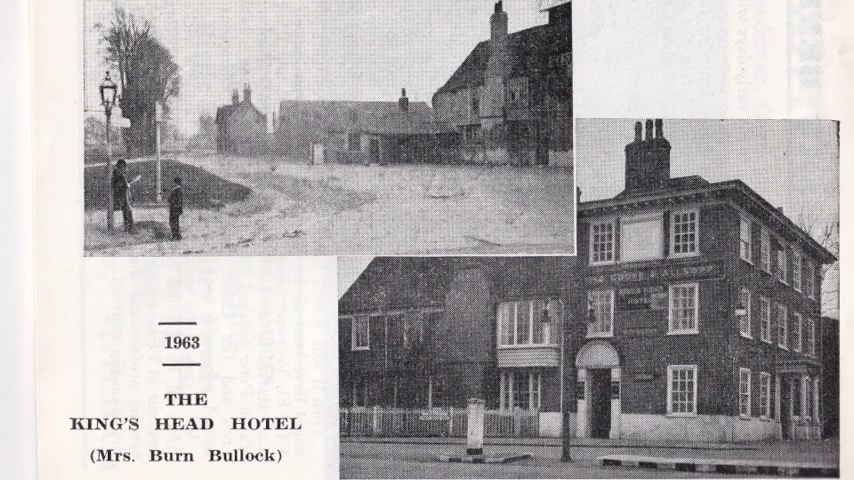 1963
THE
KING'S HEAD HOTEL
(Mrs. Burn Bullock)